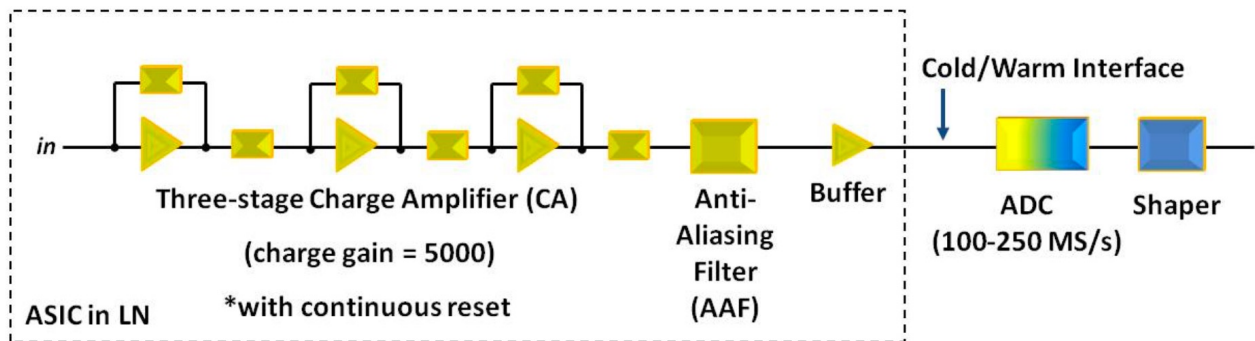 Cold/Warm Interface
in
Three-stage Charge Amplifier (CA)
(charge gain = 5000)
*with continuous reset
Anti-
Aliasing
Filter
(AAF)
Buffer
ADC
(100-250 MS/s)
Shaper
ASIC in LN